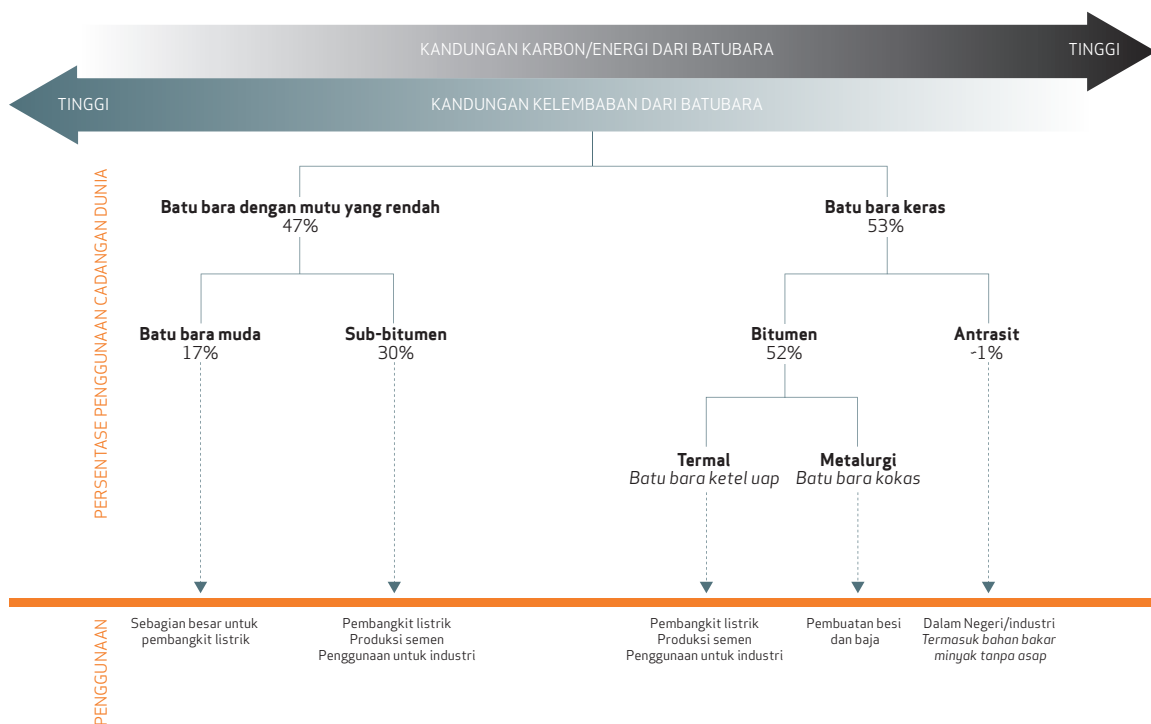 KANDUNGAN KARBON/ENERGI DARI BATUBARA
TINGGI
TINGGI
KANDUNGAN KELEMBABAN DARI BATUBARA
PERSENTASE PENGGUNAAN CADANGAN DUNIA
Batu bara dengan mutu yang rendah
47%
Batu bara keras
53%
Batu bara muda
17%
Sub-bitumen
30%
Bitumen
52%
Antrasit
-1%
Termal
Batu bara ketel uap
Metalurgi
Batu bara kokas
PENGGUNAAN
Sebagian besar untuk
pembangkit listrik
Pembangkit listrik
Produksi semen
Penggunaan untuk industri
Pembangkit listrik
Produksi semen
Penggunaan untuk industri
Pembuatan besi
dan baja
Dalam Negeri/industri
Termasuk bahan bakar
minyak tanpa asap